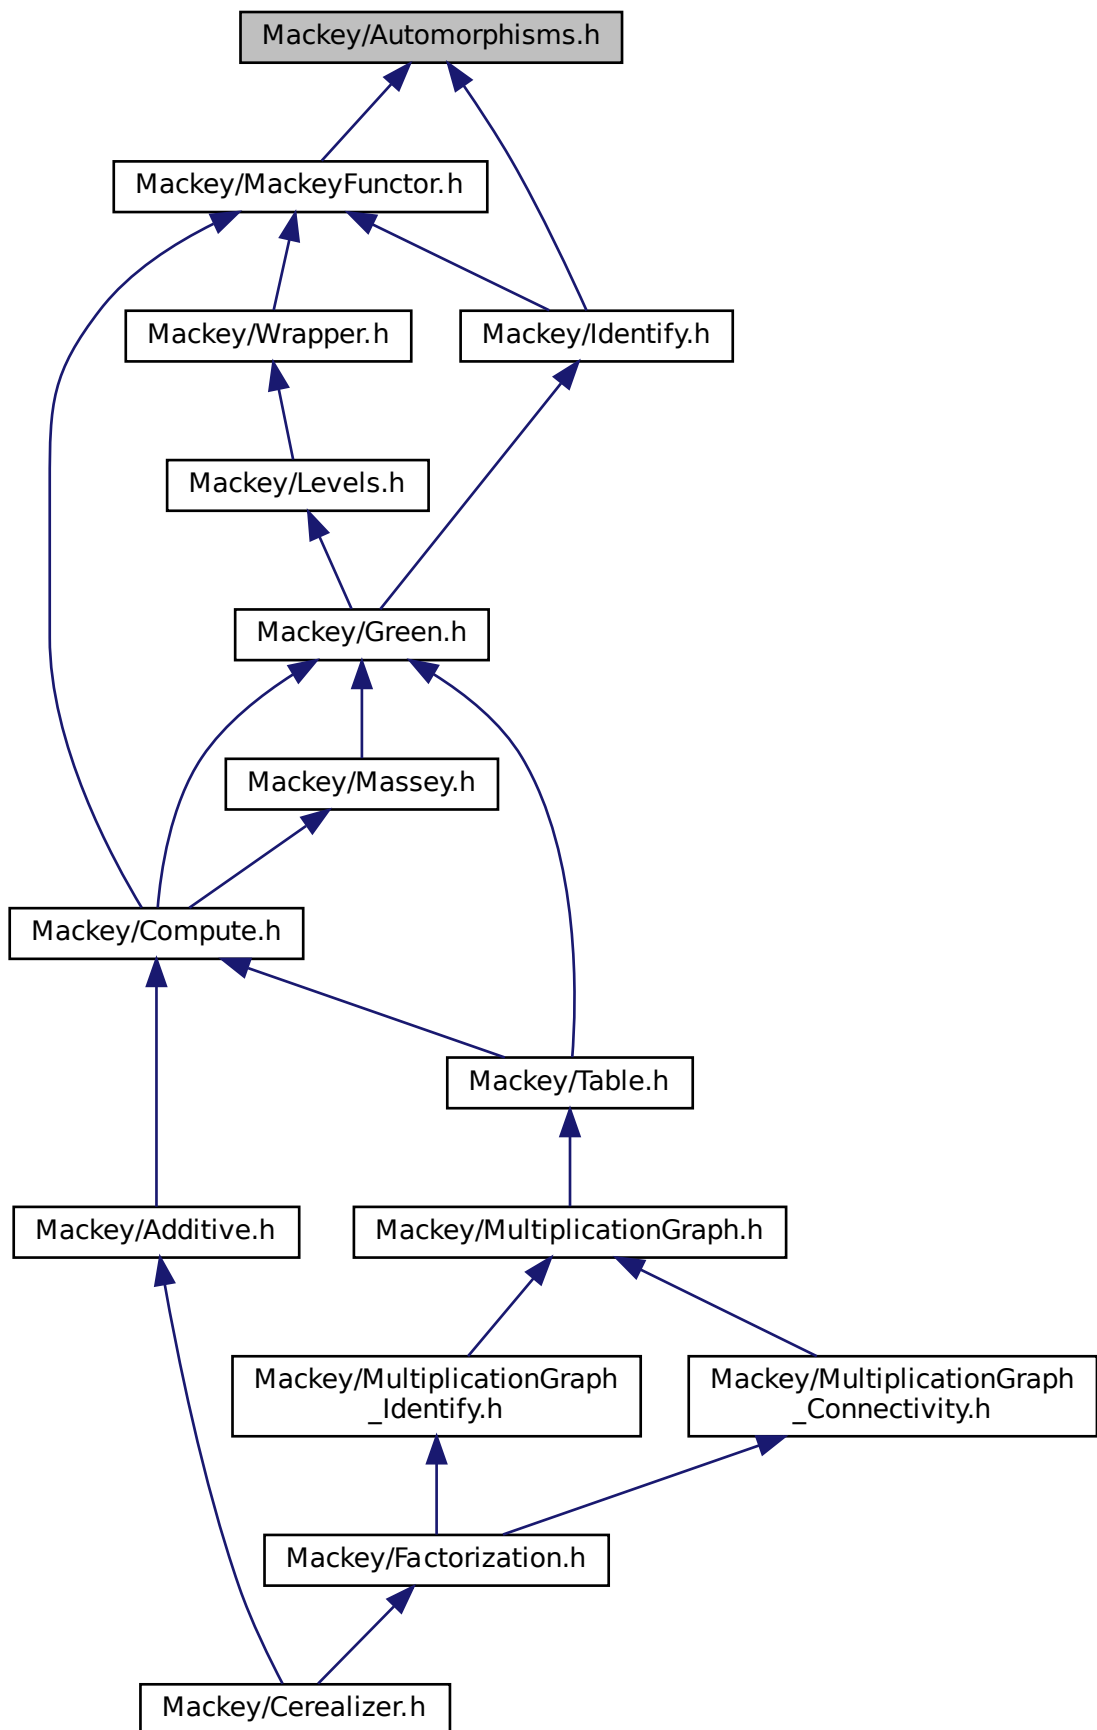 Mackey/Automorphisms.h
Mackey/MackeyFunctor.h
Mackey/Wrapper.h
Mackey/Identify.h
Mackey/Levels.h
Mackey/Green.h
Mackey/Massey.h
Mackey/Compute.h
Mackey/Table.h
Mackey/Additive.h
Mackey/MultiplicationGraph.h
Mackey/MultiplicationGraph
_Identify.h
Mackey/MultiplicationGraph
_Connectivity.h
Mackey/Factorization.h
Mackey/Cerealizer.h